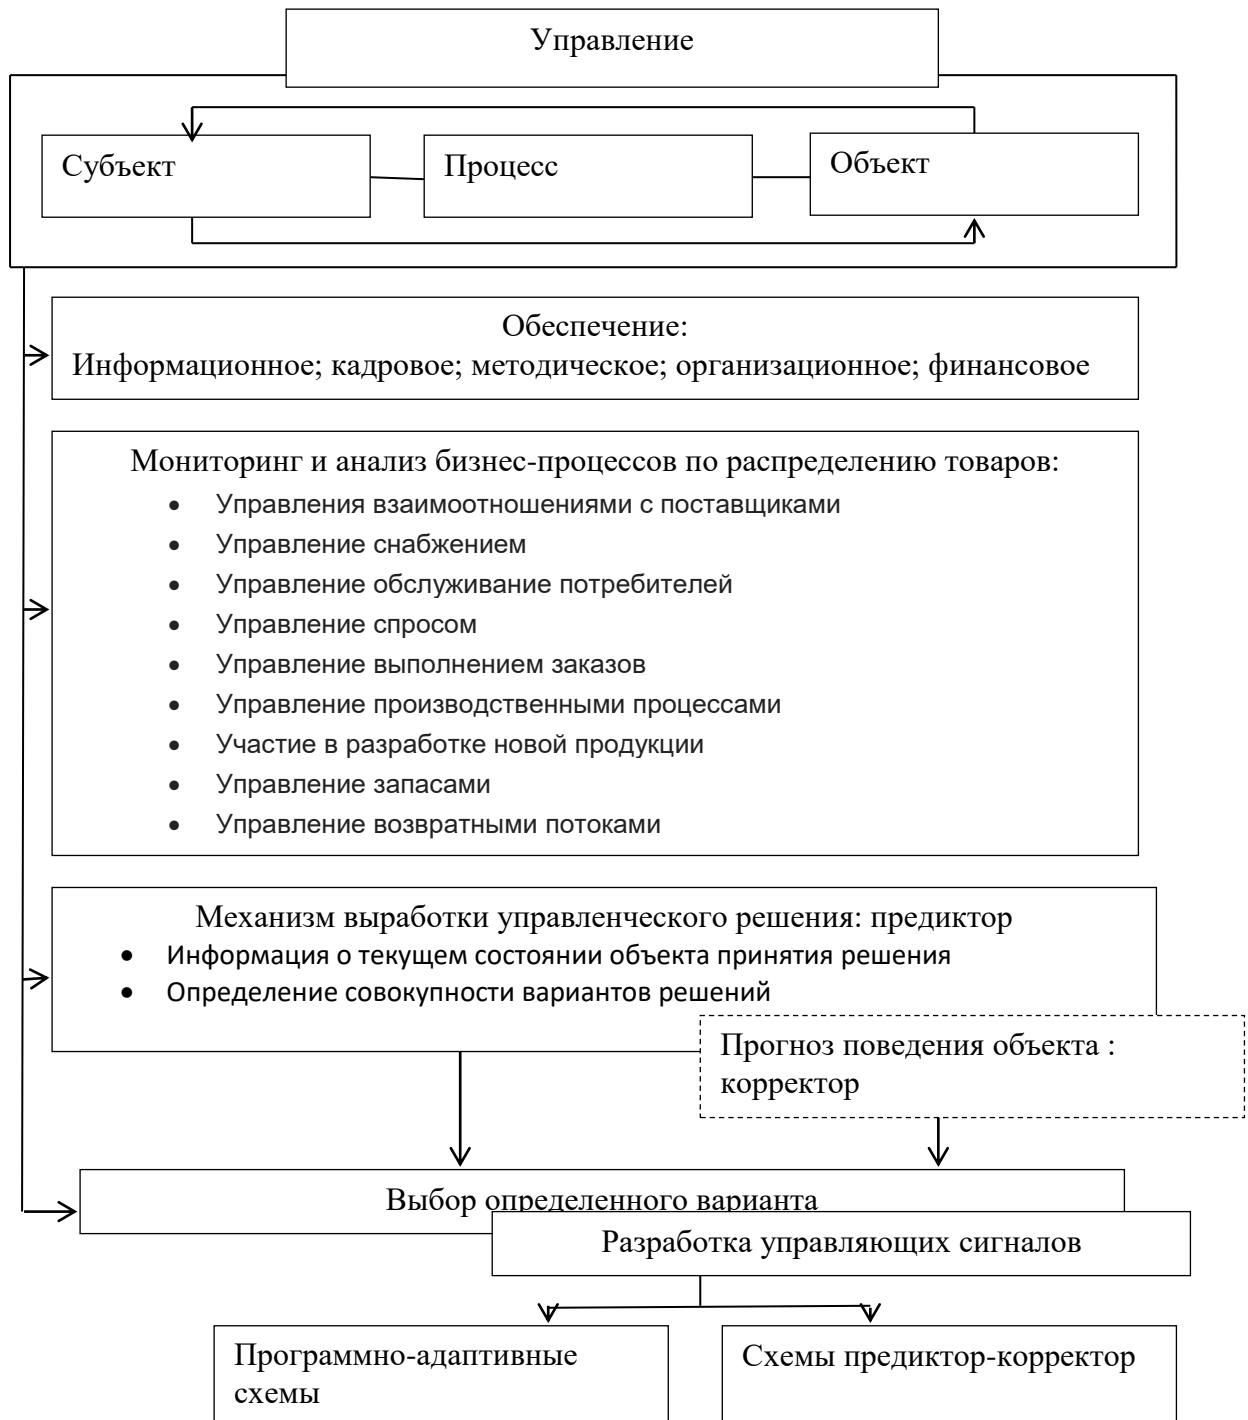 Управление
Субъект
Процесс
Объект
Обеспечение:
Информационное; кадровое; методическое; организационное; финансовое
Мониторинг и анализ бизнес-процессов по распределению товаров:
• Управления взаимоотношениями с поставщиками
• Управление снабжением
• Управление обслуживание потребителей
• Управление спросом
• Управление выполнением заказов
• Управление производственными процессами
• Участие в разработке новой продукции
• Управление запасами
• Управление возвратными потоками
Механизм выработки управленческого решения: предиктор
• Информация о текущем состоянии объекта принятия решения
• Определение совокупности вариантов решений
Прогноз поведения объекта :
корректор
Выбор определенного варианта
Разработка управляющих сигналов
Программно-адаптивные
схемы
Схемы предиктор-корректор